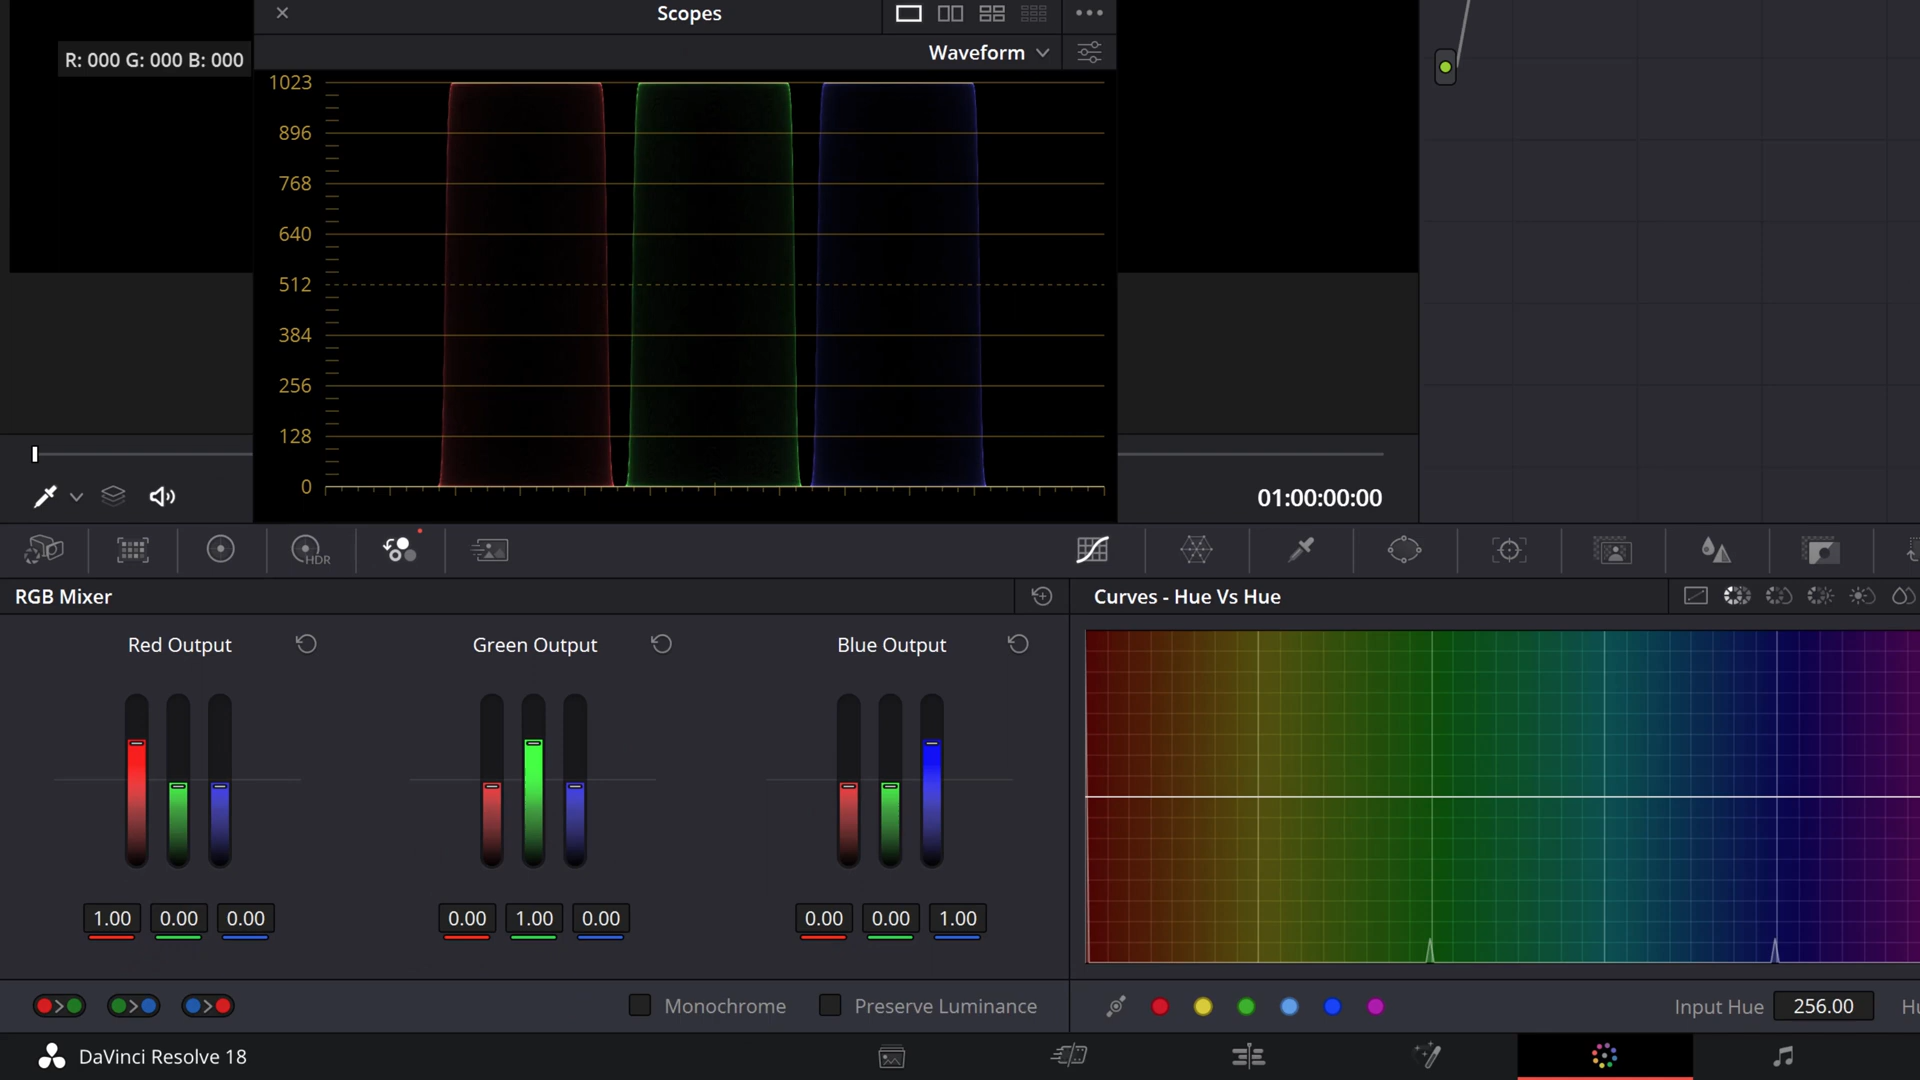 Scopes
R: 000 G: 000 B: 000
Waveform
1023
896
768
640
512
384
256
128
0
01:00:00:00
HDR
RGB Mixer
Curves - Hue Vs Hue
Red Output
Green Output
Blue Output
1.00 0.00 0.00
0.00 1.00 0.00
0.00 0.00 1.00
Monochrome
Preserve Luminance
Input Hue 256.00
DaVinci Resolve 18